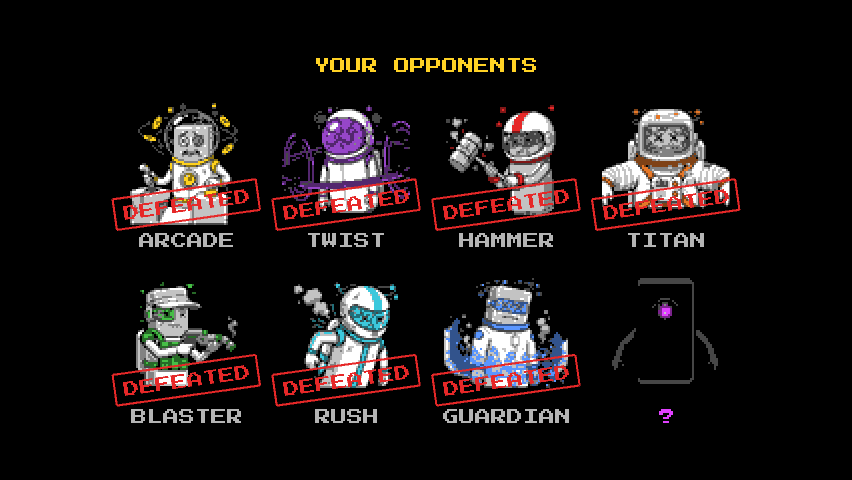 YOUR OPPONENTS
DEFEATED DEFEATED DEFEATED DEFEATED
ARCADE TWIST HAMMER TITAN
DEFEATED DEFEATED DEFEATED
BLASTER RUSH GUARDIAN ?